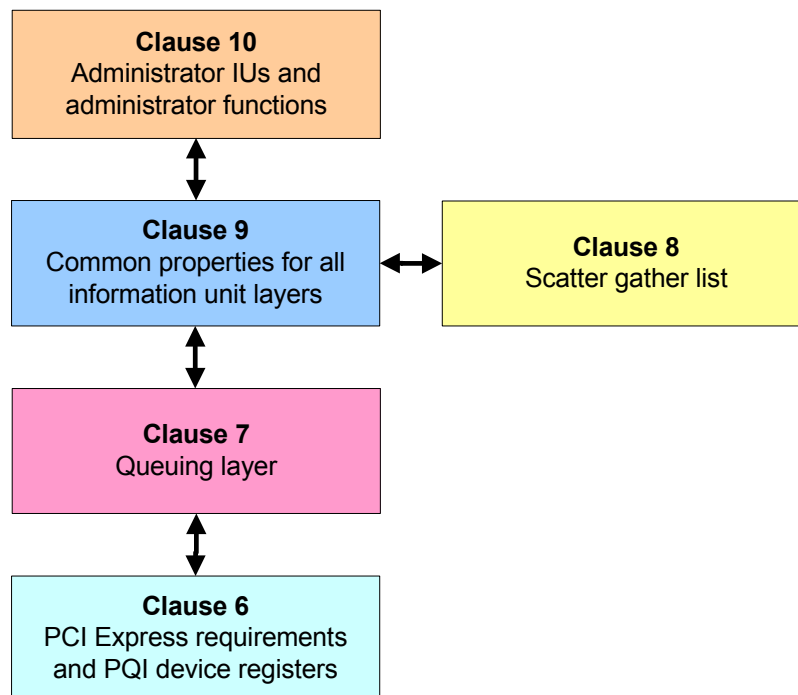 Clause 10
Administrator IUs and
administrator functions
Clause 9
Common properties for all
information unit layers
Clause 8
Scatter gather list
Clause 7
Queuing layer
Clause 6
PCI Express requirements
and PQI device registers